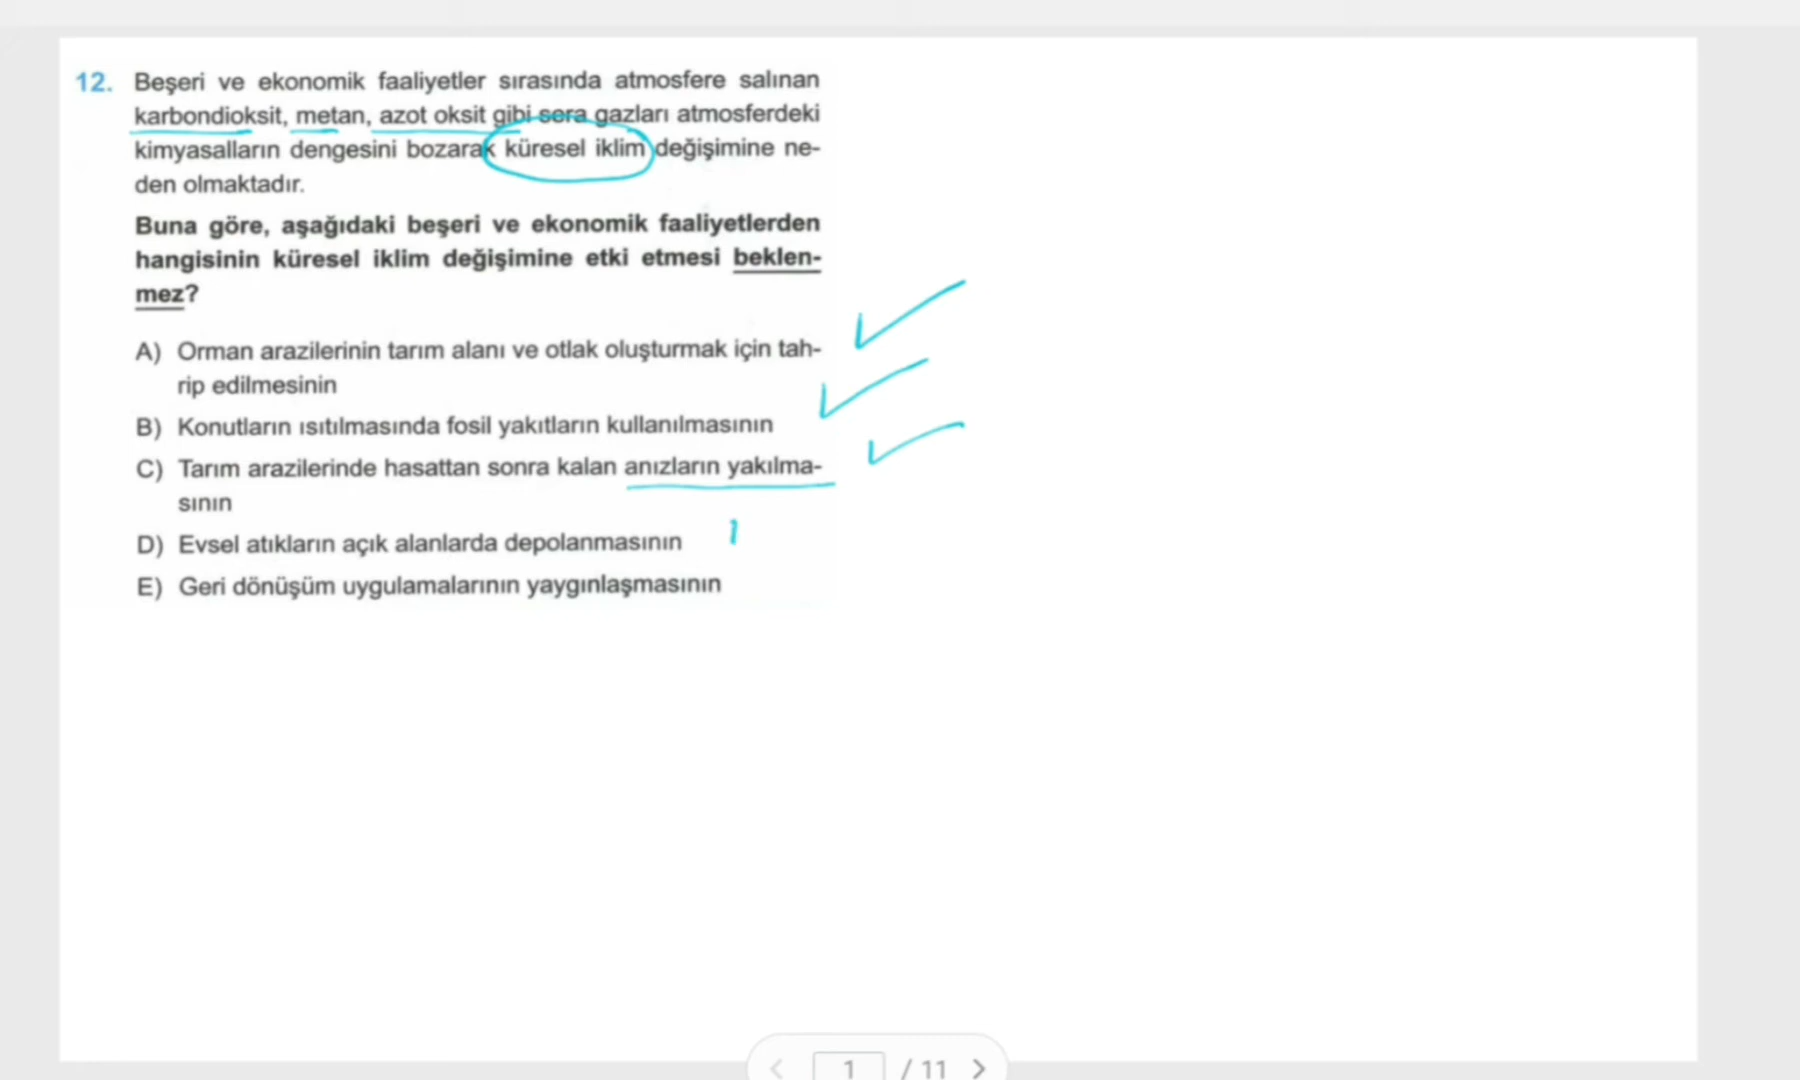 12. Beşeri ve ekonomik faaliyetler sırasında atmosfere salınan
karbondioksit, metan, azot oksit gibi sera gazları atmosferdeki
kimyasalların dengesini bozarak küresel iklim değişimine ne-
den olmaktadır.
Buna göre, aşağıdaki beşeri ve ekonomik faaliyetlerden
hangisinin küresel iklim değişimine etki etmesi beklen-
mez?
A) Orman arazilerinin tarım alanı ve otlak oluşturmak için tah-
rip edilmesinin
B) Konutların ısıtılmasında fosil yakıtların kullanılmasının
C) Tarım arazilerinde hasattan sonra kalan anızların yakılma-
sının
D) Evsel atıkların açık alanlarda depolanmasının
E) Geri dönüşüm uygulamalarının yaygınlaşmasının
< 1 / 11 >